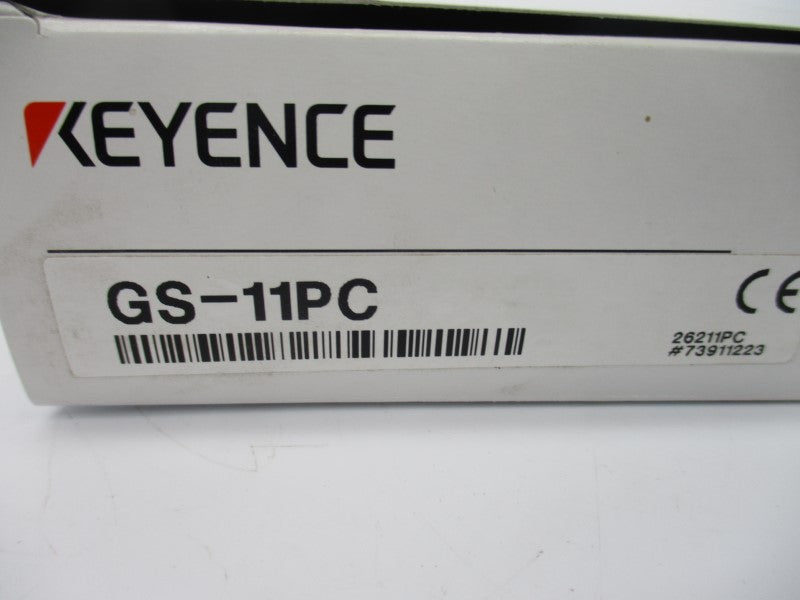 KEYENCE
GS-11PC
CE
26211PC
#73911223